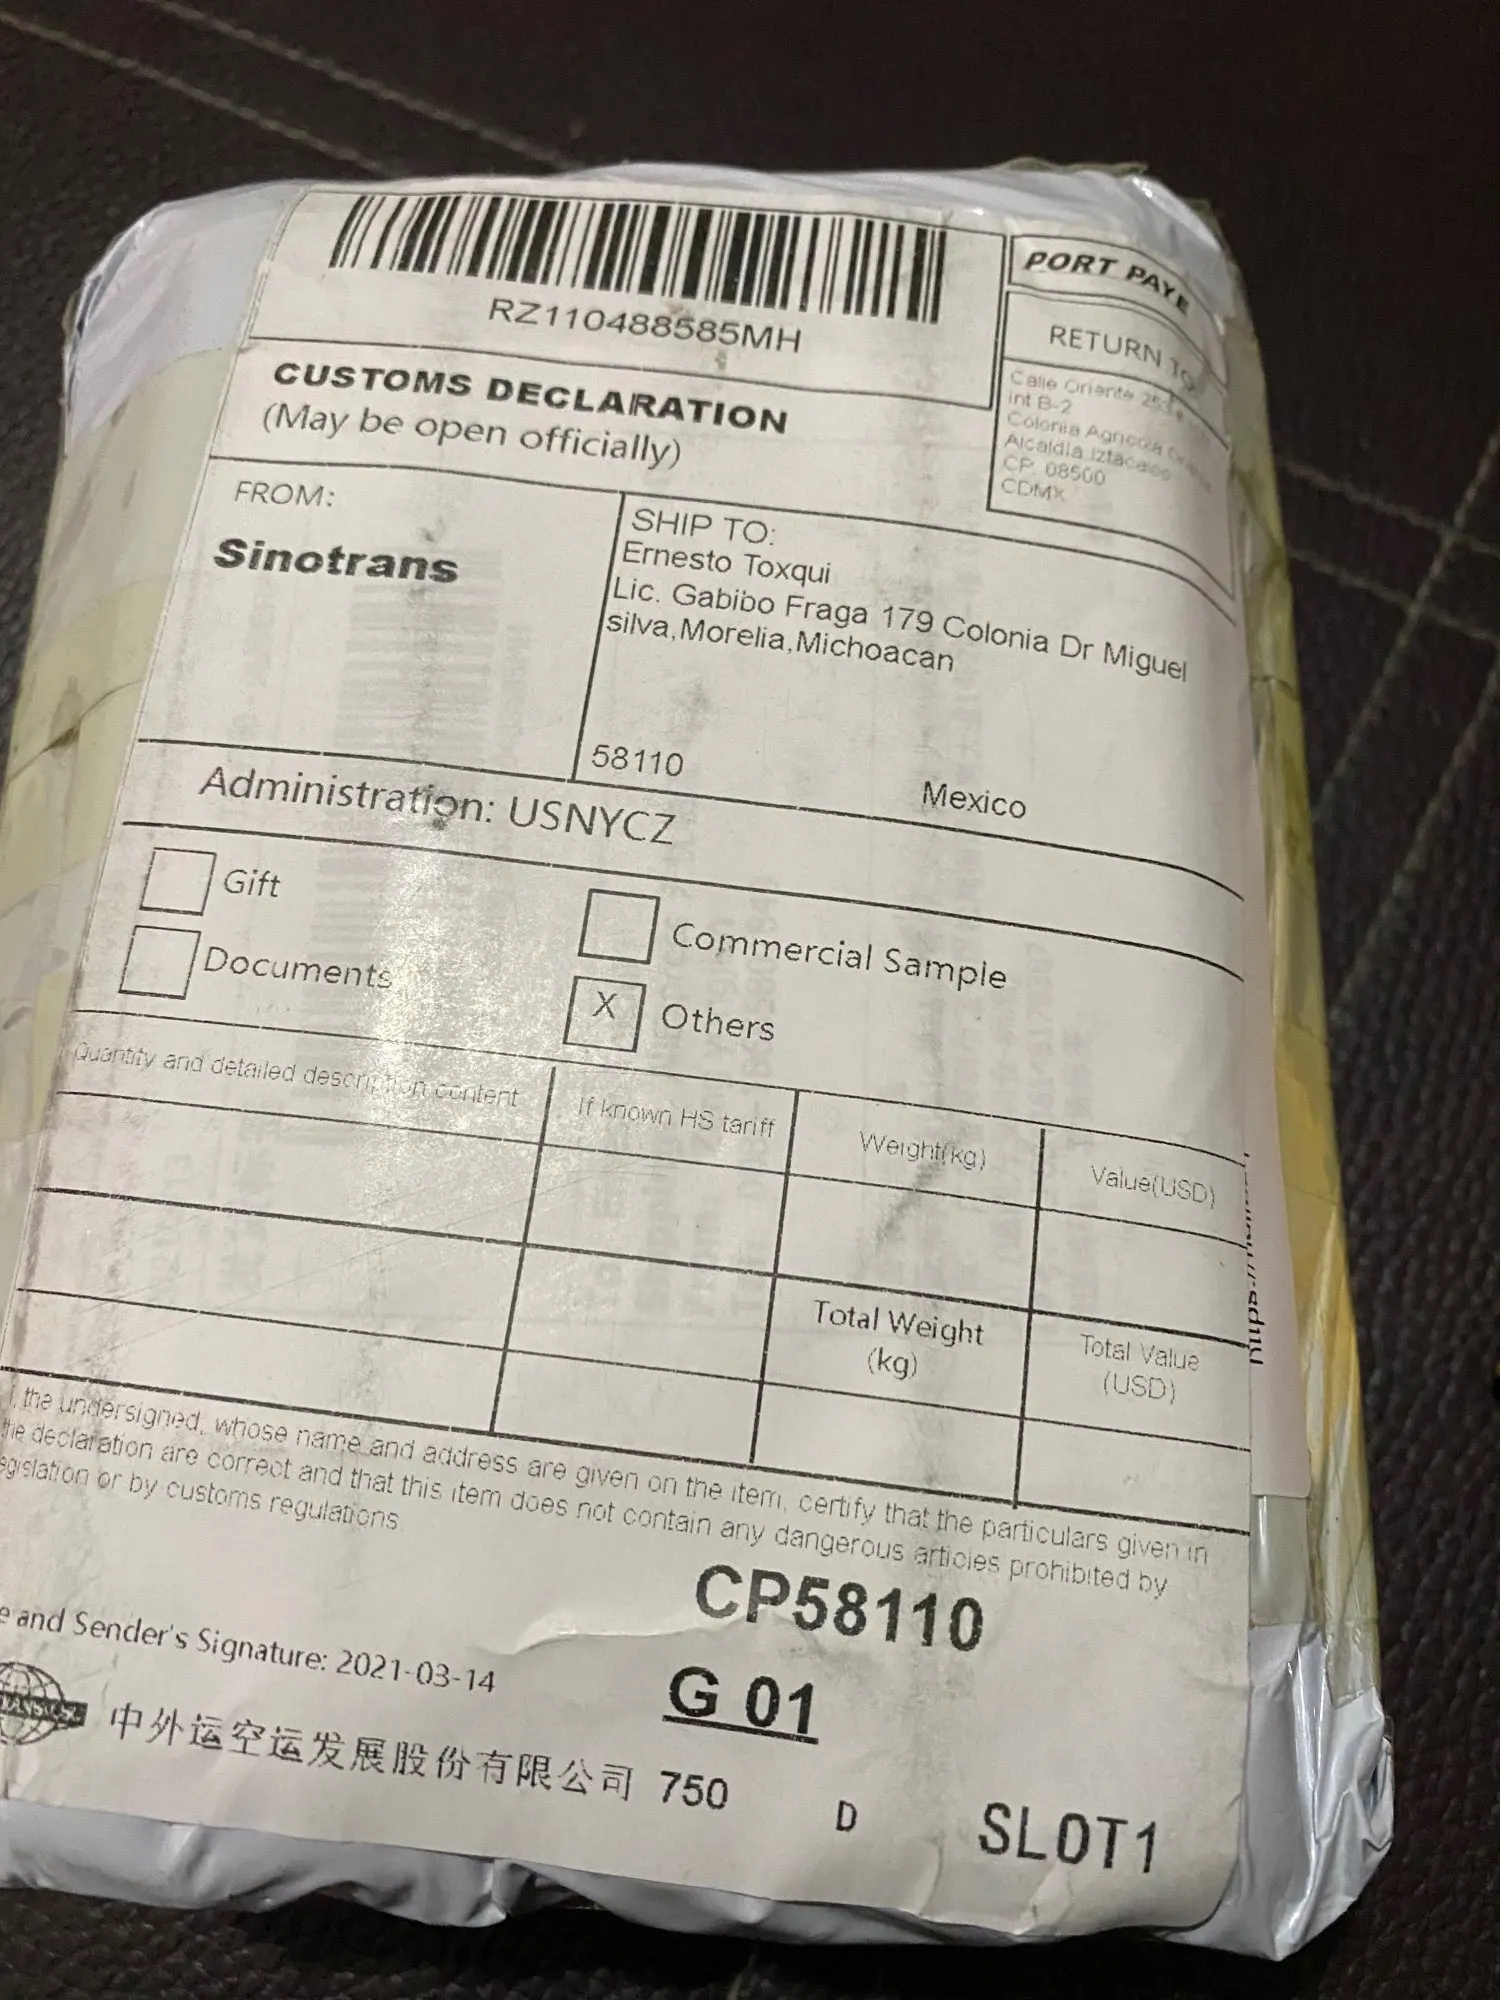 RZ110488585MH
PORT PAYE
RETURN TO
Calle Oriente 253
int B-2
Colonia Agricola
Alcaldia Iztacalco
CP. 08500
CDMX
CUSTOMS DECLARATION
(May be open officially)
FROM:
Sinotrans
SHIP TO:
Ernesto Toxqui
Lic. Gabibo Fraga 179 Colonia Dr Miguel
silva,Morelia,Michoacan
58110
Mexico
Administration: USNYCZ
Gift
Commercial Sample
Documents
X Others
Quantity and detailed description content
If known HS tariff
Weight(kg)
Value(USD)
Total Weight
(kg)
Total Value
(USD)
I, the undersigned, whose name and address are given on the item, certify that the particulars given in
the declaration are correct and that this item does not contain any dangerous articles prohibited by
legislation or by customs regulations.
CP58110
e and Sender's Signature: 2021-03-14
G 01
中外运空运发展股份有限公司 750
D
SLOT1